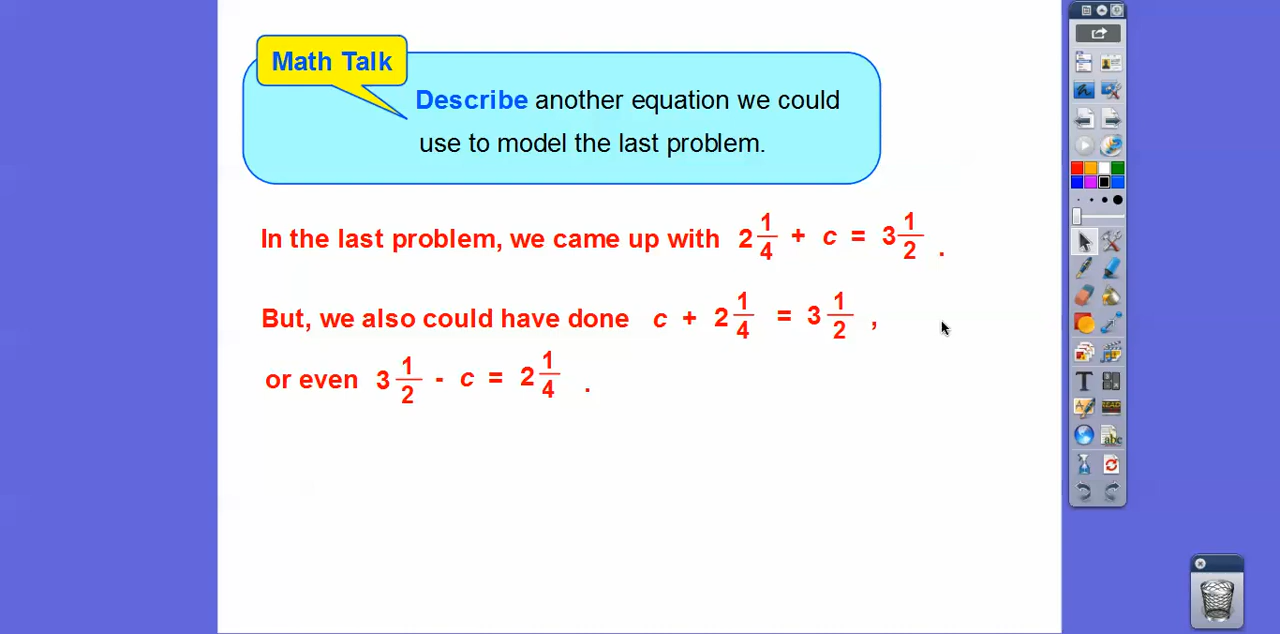 Math Talk
Describe another equation we could
use to model the last problem.
In the last problem, we came up with 2 1/4 + c = 3 1/2 .
But, we also could have done c + 2 1/4 = 3 1/2 ,
or even 3 1/2 - c = 2 1/4 .